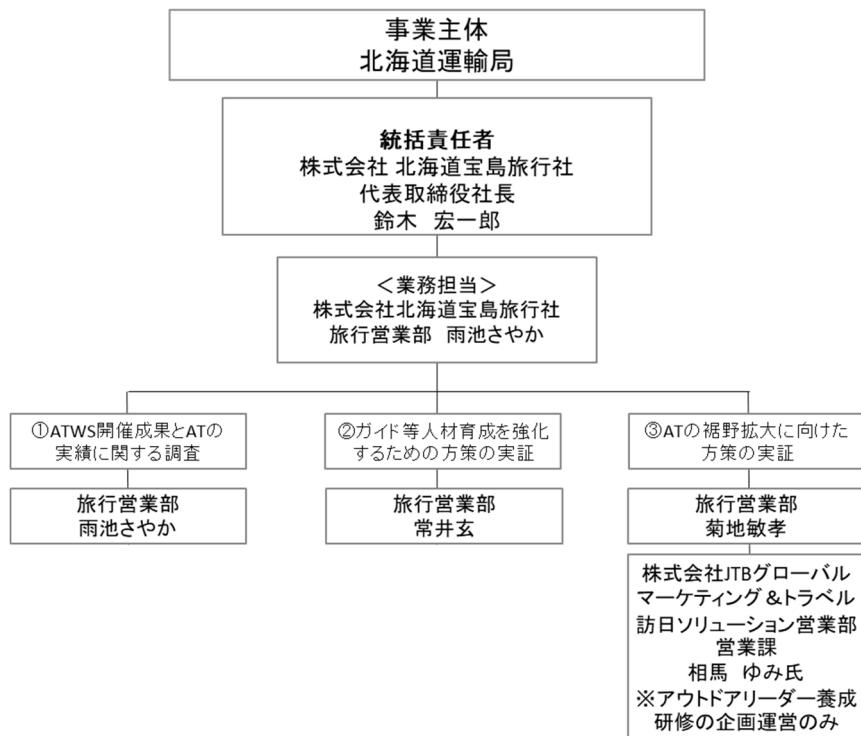 事業主体
北海道運輸局
統括責任者
株式会社 北海道宝島旅行社
代表取締役社長
鈴木 宏一郎
＜業務担当＞
株式会社北海道宝島旅行社
旅行営業部 雨池さやか
①ATWS開催成果とATの
実績に関する調査
旅行営業部
雨池さやか
②ガイド等人材育成を強化
するための方策の実証
旅行営業部
常井玄
③ATの裾野拡大に向けた
方策の実証
旅行営業部
菊地敏孝
株式会社JTBグローバル
マーケティング＆トラベル
訪日ソリューション営業部
営業課
相馬 ゆみ氏
※アウトドアリーダー養成
研修の企画運営のみ